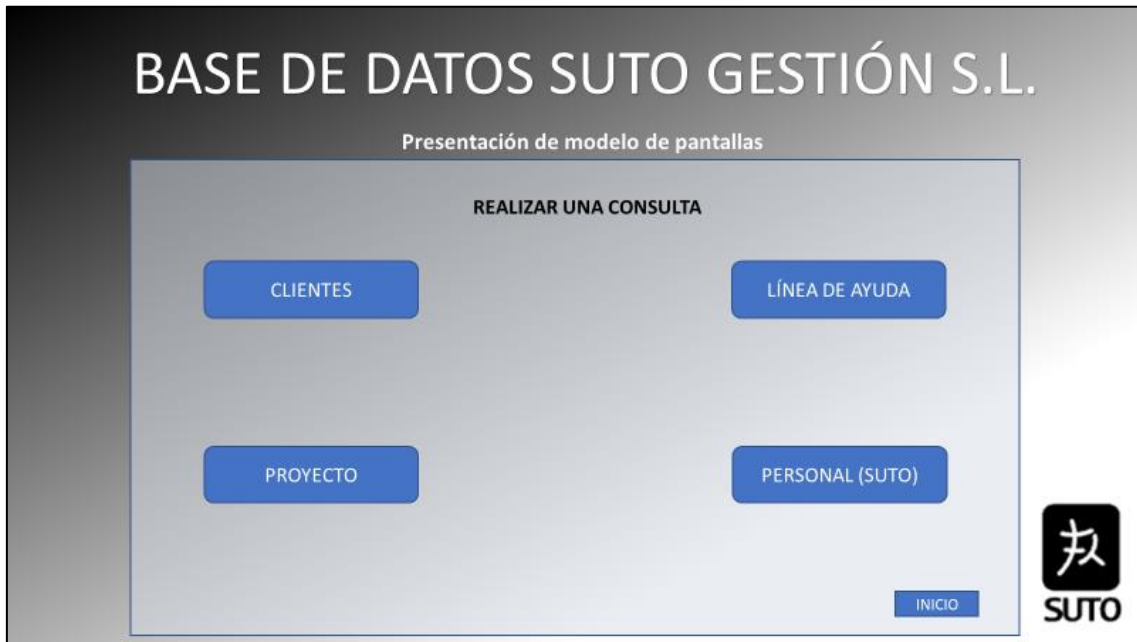 BASE DE DATOS SUTO GESTIÓN S.L.
Presentación de modelo de pantallas
REALIZAR UNA CONSULTA
CLIENTES
LÍNEA DE AYUDA
PROYECTO
PERSONAL (SUTO)
INICIO
SUTO